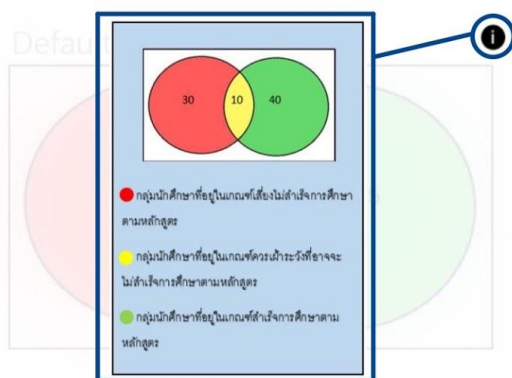 Default
i
30 10 40
กลุ่มนักศึกษาที่อยู่ในเกณฑ์เสี่ยงไม่สำเร็จการศึกษา
ตามหลักสูตร
กลุ่มนักศึกษาที่อยู่ในเกณฑ์ควรเฝ้าระวังที่อาจจะ
ไม่สำเร็จการศึกษาตามหลักสูตร
กลุ่มนักศึกษาที่อยู่ในเกณฑ์สำเร็จการศึกษาตาม
หลักสูตร